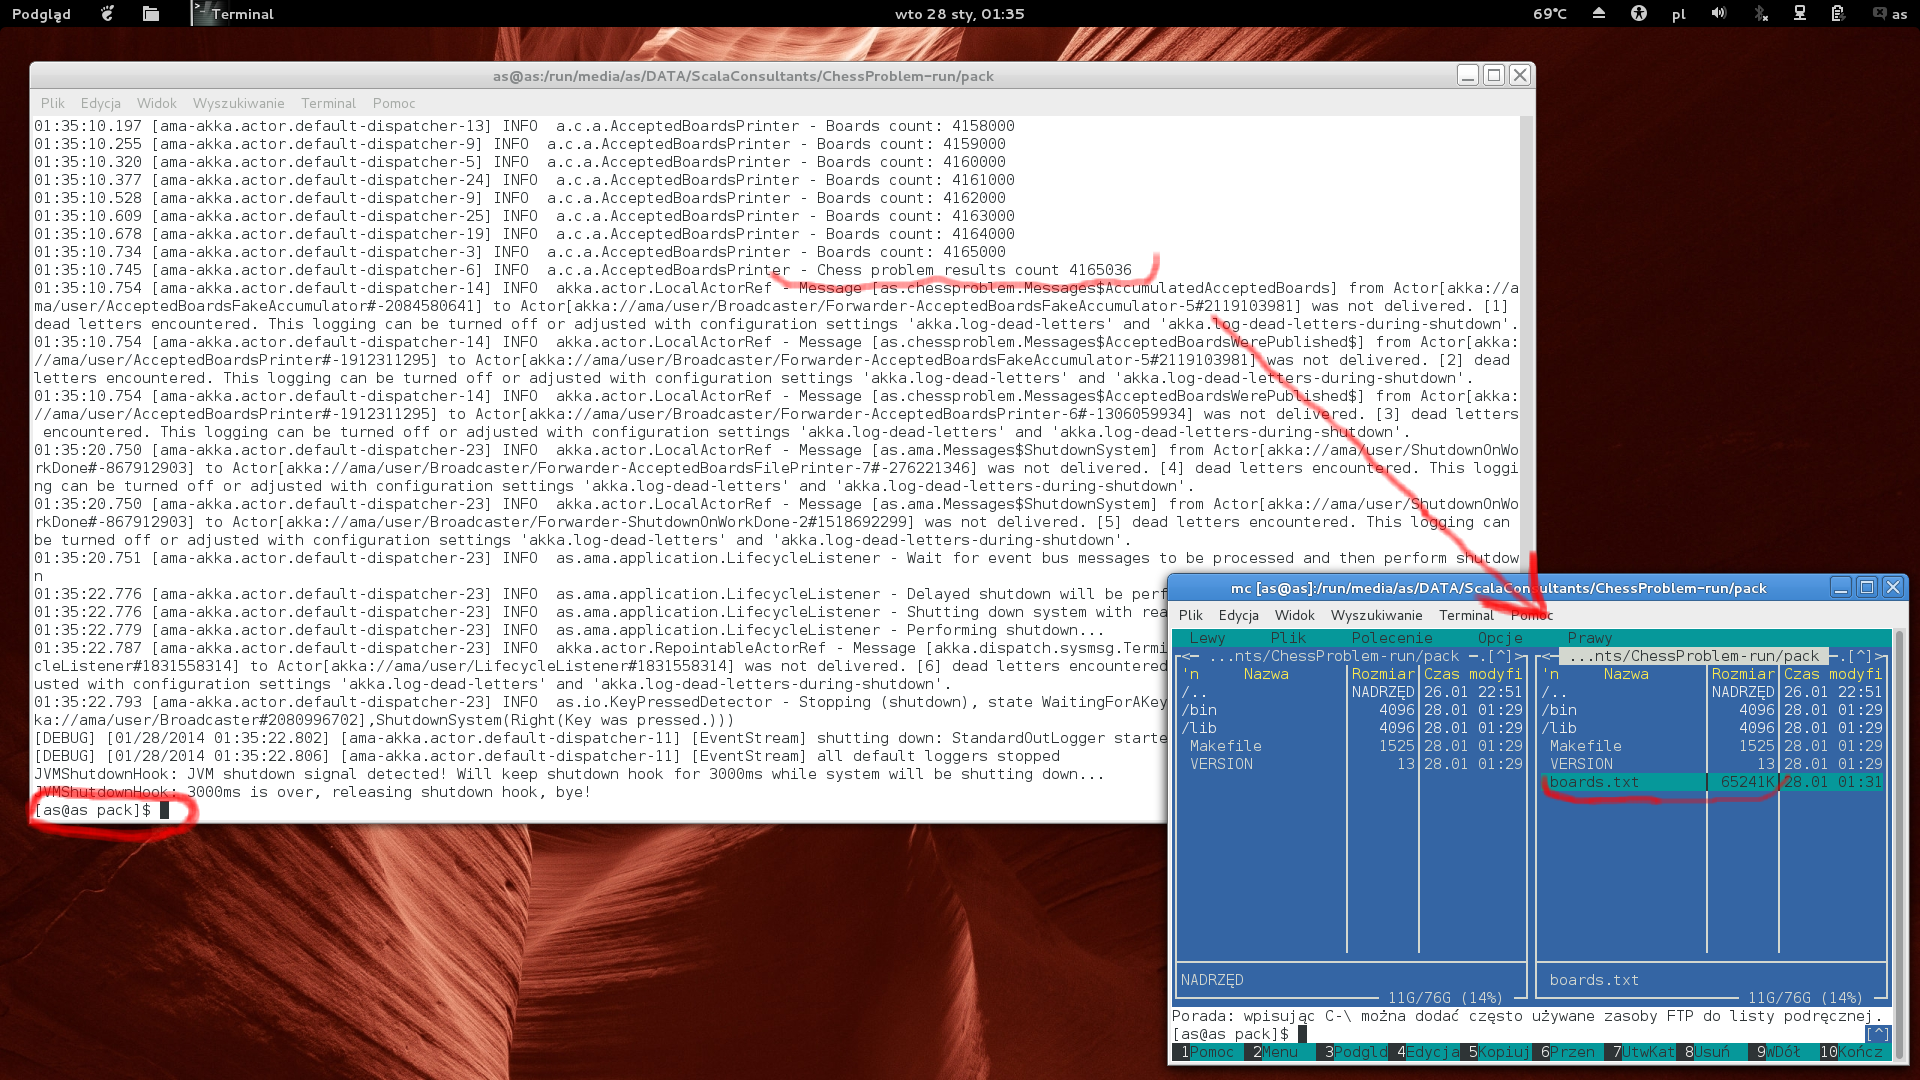 Podgląd Terminal wto 28 sty, 01:35 69°C pl as
as@as:/run/media/as/DATA/ScalaConsultants/ChessProblem-run/pack
Plik Edycja Widok Wyszukiwanie Terminal Pomoc
01:35:10.197 [ama-akka.actor.default-dispatcher-13] INFO  a.c.a.AcceptedBoardsPrinter - Boards count: 4158000
01:35:10.255 [ama-akka.actor.default-dispatcher-9] INFO  a.c.a.AcceptedBoardsPrinter - Boards count: 4159000
01:35:10.320 [ama-akka.actor.default-dispatcher-5] INFO  a.c.a.AcceptedBoardsPrinter - Boards count: 4160000
01:35:10.377 [ama-akka.actor.default-dispatcher-24] INFO  a.c.a.AcceptedBoardsPrinter - Boards count: 4161000
01:35:10.528 [ama-akka.actor.default-dispatcher-9] INFO  a.c.a.AcceptedBoardsPrinter - Boards count: 4162000
01:35:10.609 [ama-akka.actor.default-dispatcher-25] INFO  a.c.a.AcceptedBoardsPrinter - Boards count: 4163000
01:35:10.678 [ama-akka.actor.default-dispatcher-19] INFO  a.c.a.AcceptedBoardsPrinter - Boards count: 4164000
01:35:10.734 [ama-akka.actor.default-dispatcher-3] INFO  a.c.a.AcceptedBoardsPrinter - Boards count: 4165000
01:35:10.745 [ama-akka.actor.default-dispatcher-6] INFO  a.c.a.AcceptedBoardsPrinter - Chess problem results count 4165036
01:35:10.754 [ama-akka.actor.default-dispatcher-14] INFO  akka.actor.LocalActorRef - Message [as.chessproblem.Messages$AccumulatedAcceptedBoards] from Actor[akka://a
ma/user/AcceptedBoardsFakeAccumulator#-2084580641] to Actor[akka://ama/user/Broadcaster/Forwarder-AcceptedBoardsFakeAccumulator-5#2119103981] was not delivered. [1]
dead letters encountered. This logging can be turned off or adjusted with configuration settings 'akka.log-dead-letters' and 'akka.log-dead-letters-during-shutdown'.
01:35:10.754 [ama-akka.actor.default-dispatcher-14] INFO  akka.actor.LocalActorRef - Message [as.chessproblem.Messages$AcceptedBoardsWerePublished$] from Actor[akka:
//ama/user/AcceptedBoardsPrinter#-1912311295] to Actor[akka://ama/user/Broadcaster/Forwarder-AcceptedBoardsFakeAccumulator-5#2119103981] was not delivered. [2] dead
letters encountered. This logging can be turned off or adjusted with configuration settings 'akka.log-dead-letters' and 'akka.log-dead-letters-during-shutdown'.
01:35:10.754 [ama-akka.actor.default-dispatcher-14] INFO  akka.actor.LocalActorRef - Message [as.chessproblem.Messages$AcceptedBoardsWerePublished$] from Actor[akka:
//ama/user/AcceptedBoardsPrinter#-1912311295] to Actor[akka://ama/user/Broadcaster/Forwarder-AcceptedBoardsPrinter-6#-1306059934] was not delivered. [3] dead letters
encountered. This logging can be turned off or adjusted with configuration settings 'akka.log-dead-letters' and 'akka.log-dead-letters-during-shutdown'.
01:35:20.750 [ama-akka.actor.default-dispatcher-23] INFO  akka.actor.LocalActorRef - Message [as.ama.Messages$ShutdownSystem] from Actor[akka://ama/user/ShutdownOnWo
rkDone#-867912903] to Actor[akka://ama/user/Broadcaster/Forwarder-AcceptedBoardsFilePrinter-7#-276221346] was not delivered. [4] dead letters encountered. This loggi
ng can be turned off or adjusted with configuration settings 'akka.log-dead-letters' and 'akka.log-dead-letters-during-shutdown'.
01:35:20.750 [ama-akka.actor.default-dispatcher-23] INFO  akka.actor.LocalActorRef - Message [as.ama.Messages$ShutdownSystem] from Actor[akka://ama/user/ShutdownOnWo
rkDone#-867912903] to Actor[akka://ama/user/Broadcaster/Forwarder-ShutdownOnWorkDone-2#1518692299] was not delivered. [5] dead letters encountered. This logging can
be turned off or adjusted with configuration settings 'akka.log-dead-letters' and 'akka.log-dead-letters-during-shutdown'.
01:35:20.751 [ama-akka.actor.default-dispatcher-23] INFO  as.ama.application.LifecycleListener - Wait for event bus messages to be processed and then perform shutdow
n
01:35:22.776 [ama-akka.actor.default-dispatcher-23] INFO  as.ama.application.LifecycleListener - Delayed shutdown will be perf
01:35:22.776 [ama-akka.actor.default-dispatcher-23] INFO  as.ama.application.LifecycleListener - Shutting down system with rea
01:35:22.779 [ama-akka.actor.default-dispatcher-23] INFO  as.ama.application.LifecycleListener - Performing shutdown...
01:35:22.787 [ama-akka.actor.default-dispatcher-23] INFO  akka.actor.RepointableActorRef - Message [akka.dispatch.sysmsg.Termi
cleListener#1831558314] to Actor[akka://ama/user/LifecycleListener#1831558314] was not delivered. [6] dead letters encountered
usted with configuration settings 'akka.log-dead-letters' and 'akka.log-dead-letters-during-shutdown'.
01:35:22.793 [ama-akka.actor.default-dispatcher-23] INFO  as.io.KeyPressedDetector - Stopping (shutdown), state WaitingForAKey
ka://ama/user/Broadcaster#2080996702],ShutdownSystem(Right(Key was pressed.)))
[DEBUG] [01/28/2014 01:35:22.802] [ama-akka.actor.default-dispatcher-11] [EventStream] shutting down: StandardOutLogger starte
[DEBUG] [01/28/2014 01:35:22.806] [ama-akka.actor.default-dispatcher-11] [EventStream] all default loggers stopped
JVMShutdownHook: JVM shutdown signal detected! Will keep shutdown hook for 3000ms while system will be shutting down...
JVMShutdownHook: 3000ms is over, releasing shutdown hook, bye!
[as@as pack]$
mc [as@as]:/run/media/as/DATA/ScalaConsultants/ChessProblem-run/pack
Plik Edycja Widok Wyszukiwanie Terminal Pomoc
Lewy Plik Polecenie Opcje Prawy
<─ ...nts/ChessProblem-run/pack ─.[^]> <─ ...nts/ChessProblem-run/pack ─.[^]>
'n Nazwa Rozmiar Czas modyfi 'n Nazwa Rozmiar Czas modyfi
/.. NADRZĘD 26.01 22:51 /.. NADRZĘD 26.01 22:51
/bin 4096 28.01 01:29 /bin 4096 28.01 01:29
/lib 4096 28.01 01:29 /lib 4096 28.01 01:29
Makefile 1525 28.01 01:29 Makefile 1525 28.01 01:29
VERSION 13 28.01 01:29 VERSION 13 28.01 01:29
boards.txt 65241K 28.01 01:31
NADRZĘD boards.txt
11G/76G (14%) 11G/76G (14%)
Porada: wpisując C-\ można dodać często używane zasoby FTP do listy podręcznej.
[as@as pack]$ [^]
1Pomoc 2Menu 3Podgld 4Edycja 5Kopiuj 6Przen 7UtwKat 8Usuń 9WDół 10Kończ